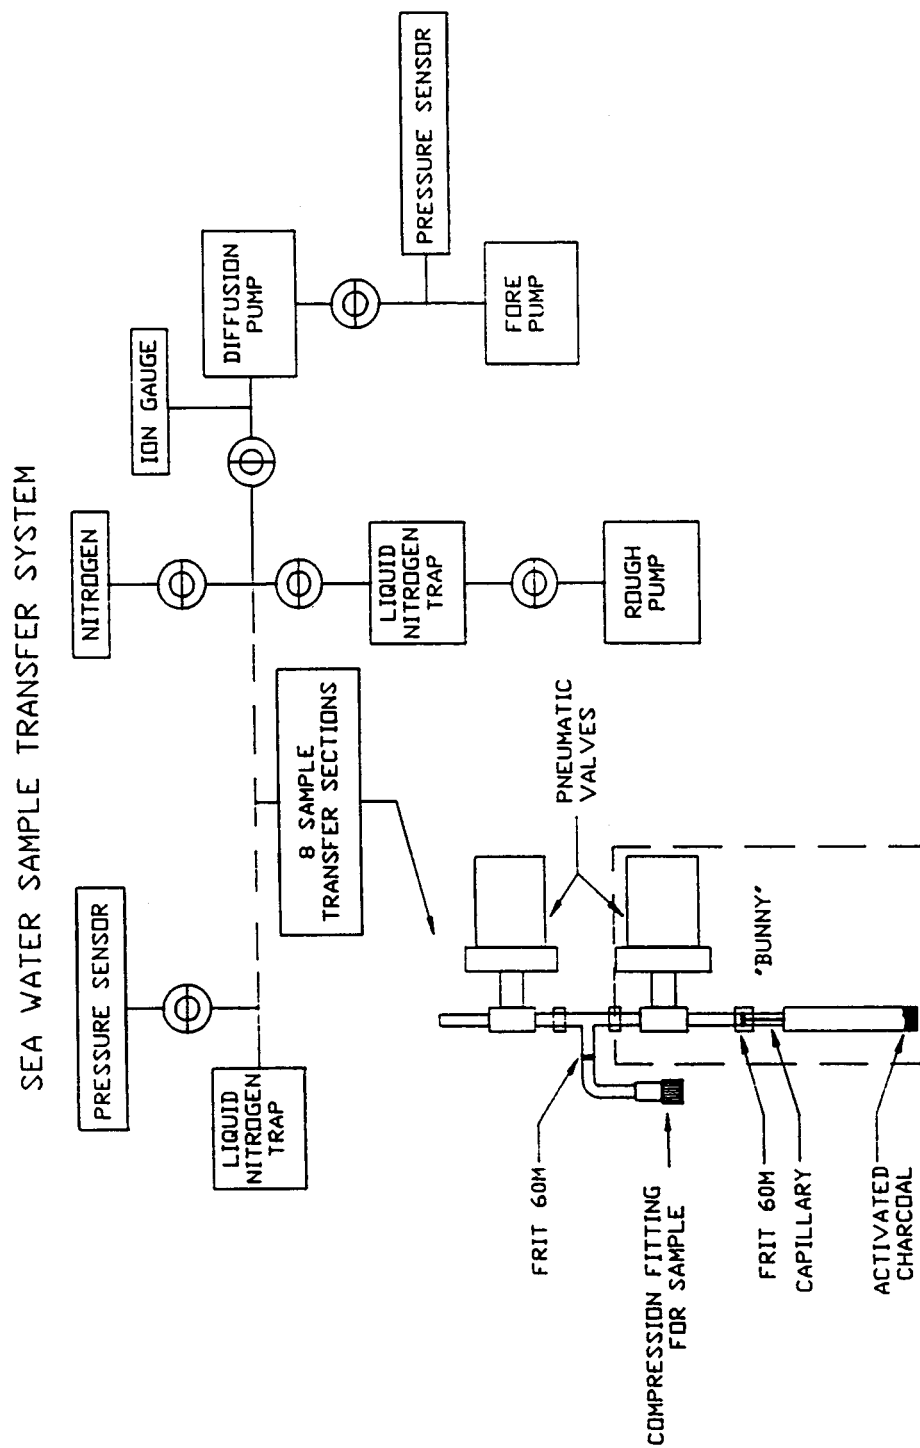 SEA WATER SAMPLE TRANSFER SYSTEM
PRESSURE SENSOR
NITROGEN
ION GAUGE
LIQUID
NITROGEN
TRAP
DIFFUSION
PUMP
8 SAMPLE
TRANSFER SECTIONS
LIQUID
NITROGEN
TRAP
PRESSURE SENSOR
ROUGH
PUMP
FORE
PUMP
PNEUMATIC
VALVES
FRIT 60M
"BUNNY"
COMPRESSION FITTING
FOR SAMPLE
FRIT 60M
CAPILLARY
ACTIVATED
CHARCOAL